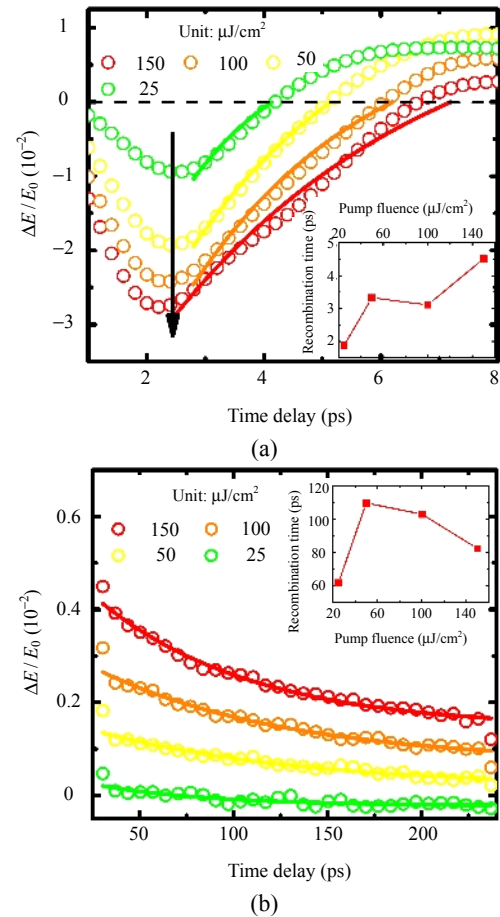 (a)
Unit: μJ/cm²
150 100 50
25
ΔE / E₀ (10⁻²)
1
0
−1
−2
−3
2 4 6 8
Time delay (ps)
Pump fluence (μJ/cm²)
20 40 60 80 100 120 140
Recombination time (ps)
5
4
3
2
(a)
Unit: μJ/cm²
150 100
50 25
ΔE / E₀ (10⁻²)
0.6
0.4
0.2
0
50 100 150 200
Time delay (ps)
Recombination time (ps)
120
100
80
60
20 40 60 80 100 120 140
Pump fluence (μJ/cm²)
(b)